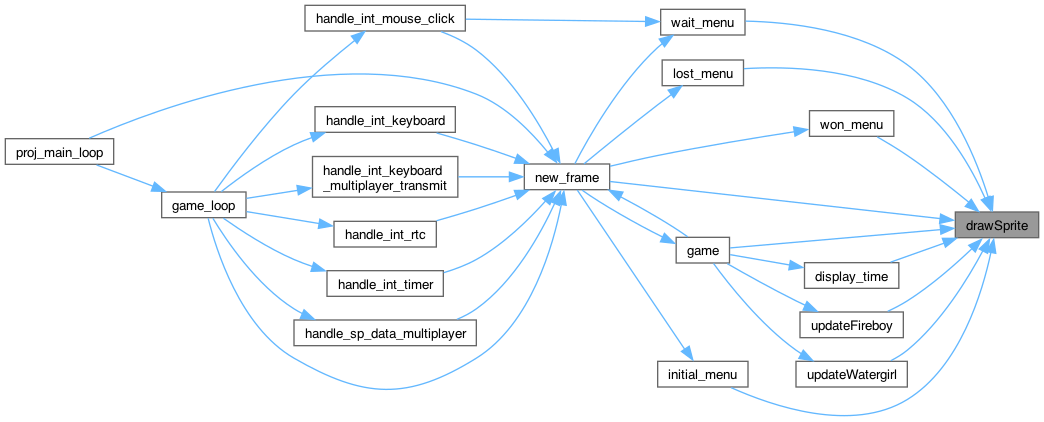 handle_int_mouse_click
wait_menu
lost_menu
handle_int_keyboard
won_menu
proj_main_loop
handle_int_keyboard
_multiplayer_transmit
new_frame
game_loop
drawSprite
handle_int_rtc
game
display_time
handle_int_timer
updateFireboy
handle_sp_data_multiplayer
initial_menu
updateWatergirl